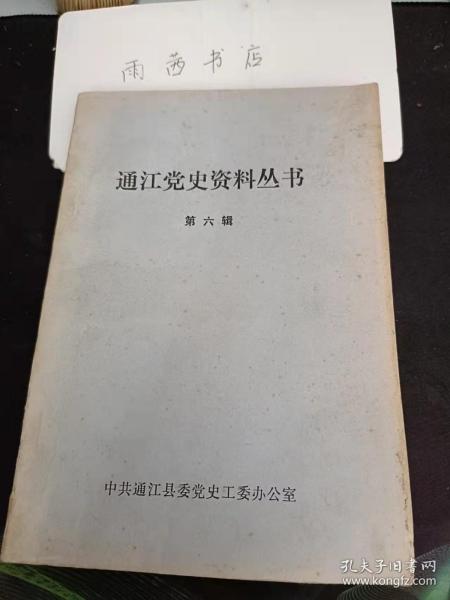 雨茜书店
通江党史资料丛书
第六辑
中共通江县委党史工委办公室
孔夫子旧书网
www.kongfz.com